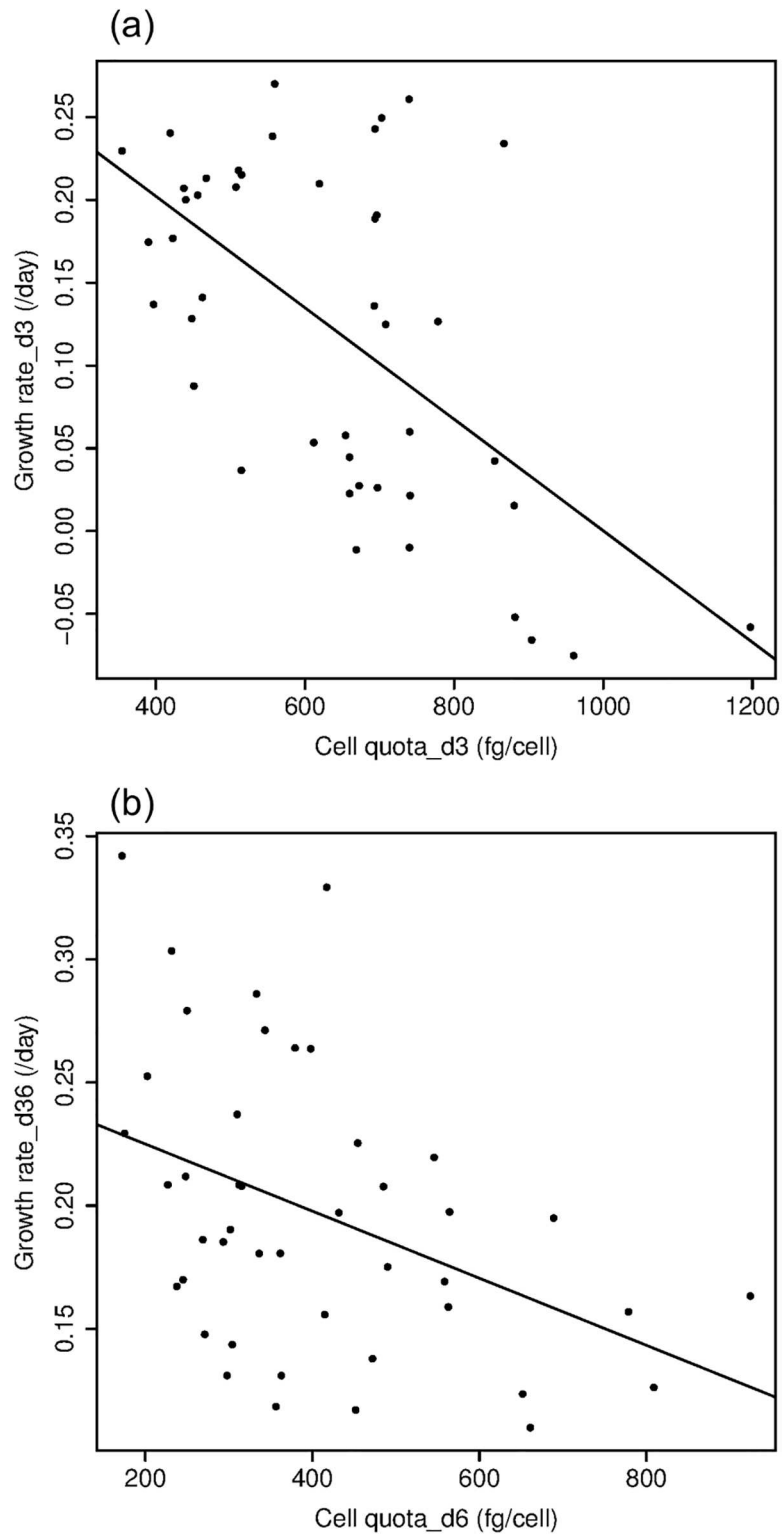 (a)
0.25
0.20
0.15
0.10
0.05
0.00
−0.05
Growth rate_d3 (/day)
400 600 800 1000 1200
Cell quota_d3 (fg/cell)
(b)
0.35
0.30
0.25
0.20
0.15
Growth rate_d36 (/day)
200 400 600 800
Cell quota_d6 (fg/cell)